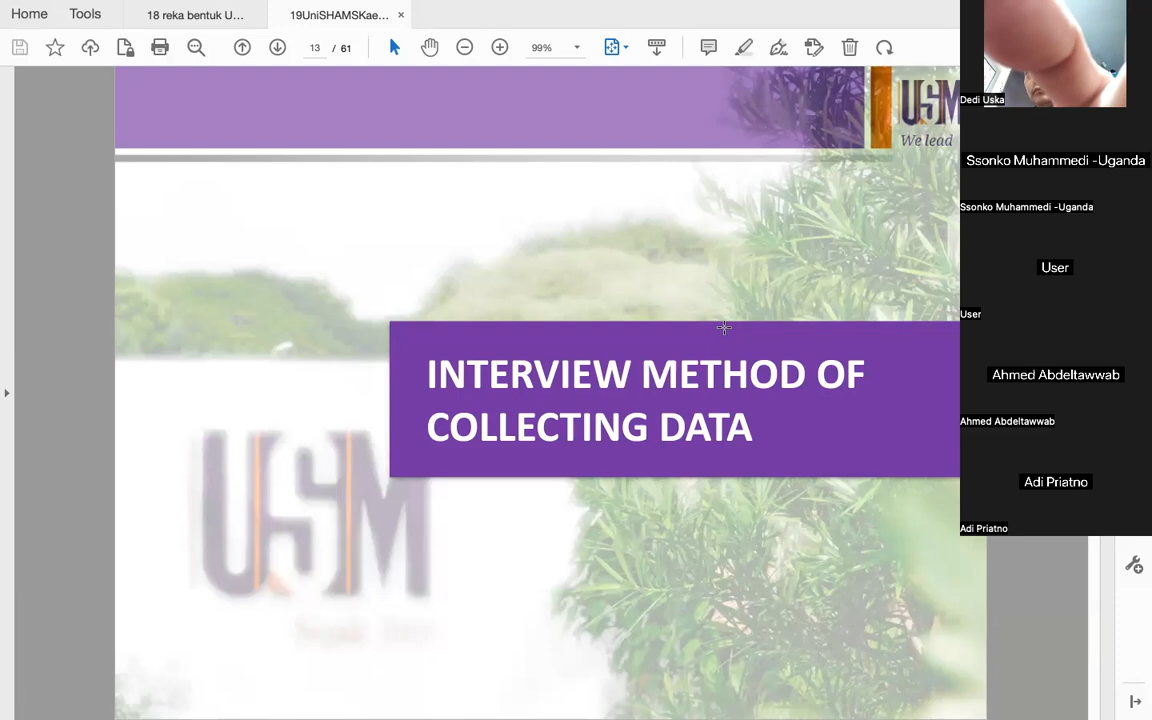 Home
Tools
18 reka bentuk U...
19UniSHAMSKae...
13 / 61
99%
USM
We lead
INTERVIEW METHOD OF
COLLECTING DATA
USM
Dedi Uska
Ssonko Muhammedi -Uganda
Ssonko Muhammedi -Uganda
User
User
Ahmed Abdeltawwab
Ahmed Abdeltawwab
Adi Priatno
Adi Priatno